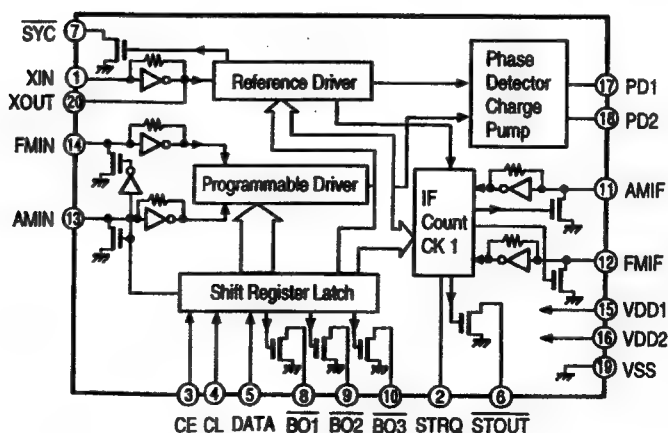 SYC
7
XIN
1
XOUT
20
FMIN
14
AMIN
13
Reference Driver
Programmable Driver
Shift Register Latch
Phase
Detector
Charge
Pump
IF
Count
CK 1
17
PD1
18
PD2
11
AMIF
12
FMIF
15
VDD1
16
VDD2
19
VSS
3
4
5
8
9
10
2
6
CE
CL
DATA
BO1
BO2
BO3
STRQ
STOUT